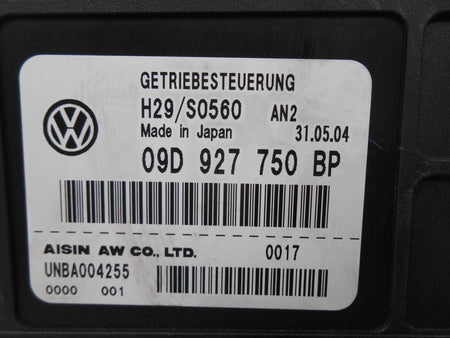 GETRIEBESTEUERUNG
H29/S0560 AN2
Made in Japan 31.05.04
09D 927 750 BP
AISIN AW CO., LTD. 0017
UNBA004255
0000 001